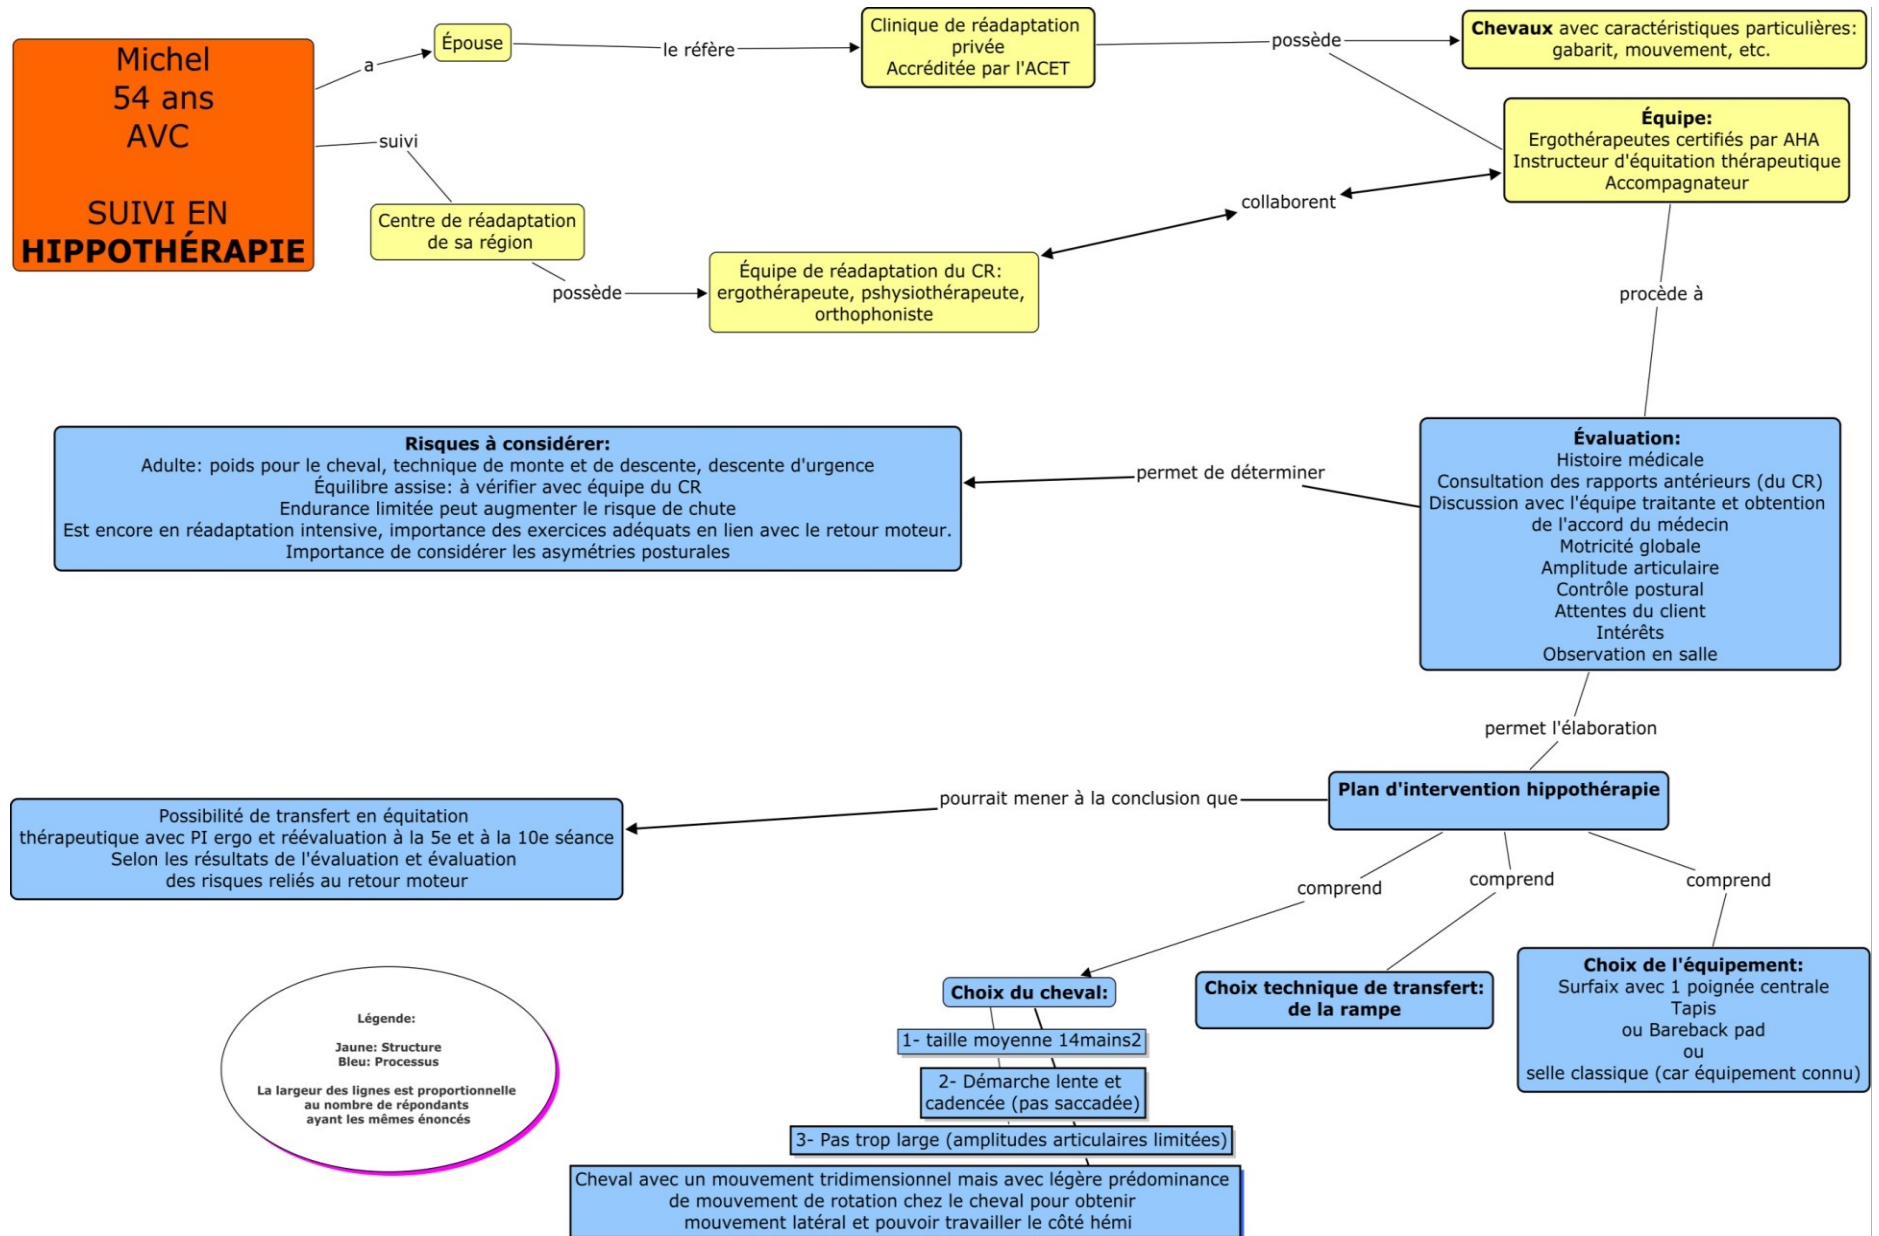 Michel
54 ans
AVC
SUIVI EN
HIPPOTHÉRAPIE
a
Épouse
le réfère
Clinique de réadaptation
privée
Accréditée par l'ACET
possède
Chevaux avec caractéristiques particulières:
gabarit, mouvement, etc.
Équipe:
Ergothérapeutes certifiés par AHA
Instructeur d'équitation thérapeutique
Accompagnateur
suivi
Centre de réadaptation
de sa région
possède
Équipe de réadaptation du CR:
ergothérapeute, pshysiothérapeute,
orthophoniste
collaborent
procède à
Évaluation:
Histoire médicale
Consultation des rapports antérieurs (du CR)
Discussion avec l'équipe traitante et obtention
de l'accord du médecin
Motricité globale
Amplitude articulaire
Contrôle postural
Attentes du client
Intérêts
Observation en salle
permet de déterminer
Risques à considérer:
Adulte: poids pour le cheval, technique de monte et de descente, descente d'urgence
Équilibre assise: à vérifier avec équipe du CR
Endurance limitée peut augmenter le risque de chute
Est encore en réadaptation intensive, importance des exercices adéquats en lien avec le retour moteur.
Importance de considérer les asymétries posturales
permet l'élaboration
Plan d'intervention hippothérapie
pourrait mener à la conclusion que
Possibilité de transfert en équitation
thérapeutique avec PI ergo et réévaluation à la 5e et à la 10e séance
Selon les résultats de l'évaluation et évaluation
des risques reliés au retour moteur
comprend
comprend
comprend
Choix du cheval:
1- taille moyenne 14mains2
2- Démarche lente et
cadencée (pas saccadée)
3- Pas trop large (amplitudes articulaires limitées)
Cheval avec un mouvement tridimensionnel mais avec légère prédominance
de mouvement de rotation chez le cheval pour obtenir
mouvement latéral et pouvoir travailler le côté hémi
Choix technique de transfert:
de la rampe
Choix de l'équipement:
Surfaix avec 1 poignée centrale
Tapis
ou Bareback pad
ou
selle classique (car équipement connu)
Légende:
Jaune: Structure
Bleu: Processus
La largeur des lignes est proportionnelle
au nombre de répondants
ayant les mêmes énoncés